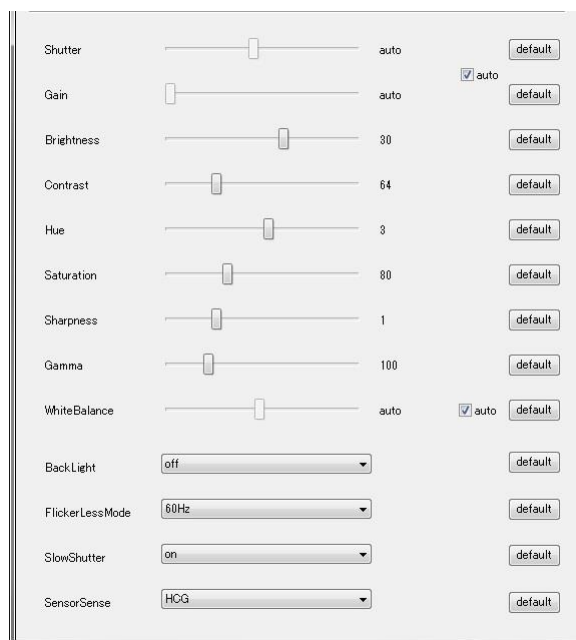 Shutter auto default
auto
Gain auto default
Brightness 30 default
Contrast 64 default
Hue 3 default
Saturation 80 default
Sharpness 1 default
Gamma 100 default
WhiteBalance auto auto default
BackLight off default
FlickerLessMode 60Hz default
SlowShutter on default
SensorSense HCG default